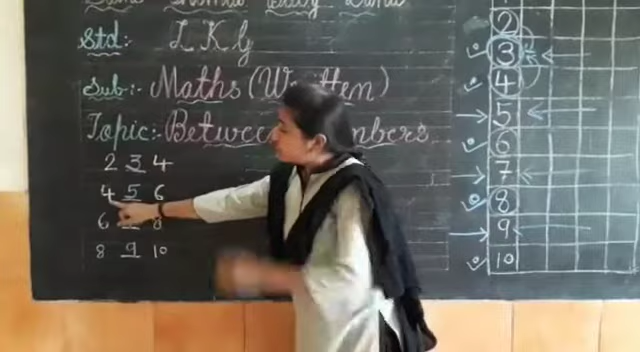 Std:- L.K.G
Sub:- Maths (Written)
Topic:- Between Numbers
2 3 4
4 5 6
6 8
8 9 10
2
3
4
5
6
7
8
9
10